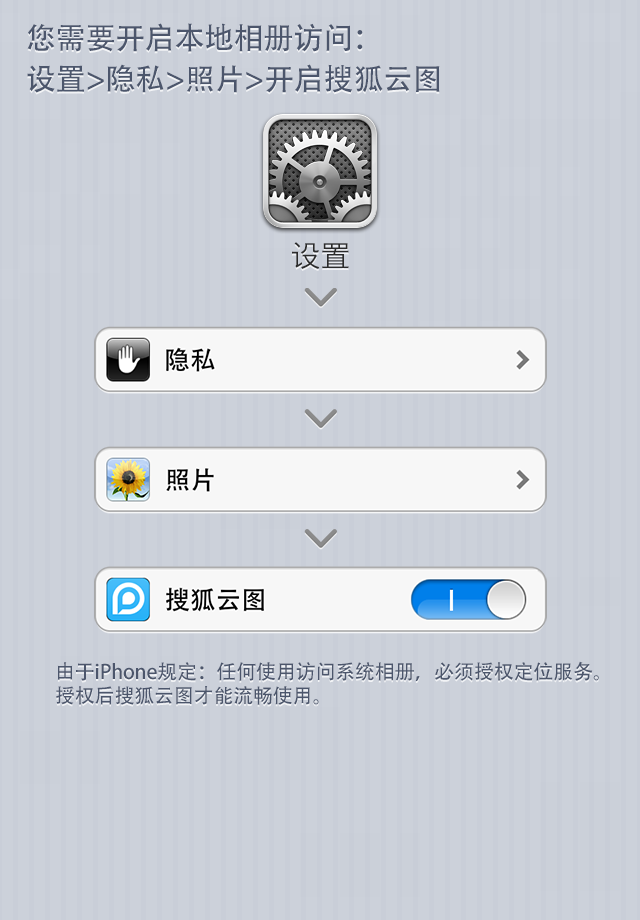 您需要开启本地相册访问：
设置>隐私>照片>开启搜狐云图
设置
隐私
照片
搜狐云图
由于iPhone规定：任何使用访问系统相册，必须授权定位服务。
授权后搜狐云图才能流畅使用。